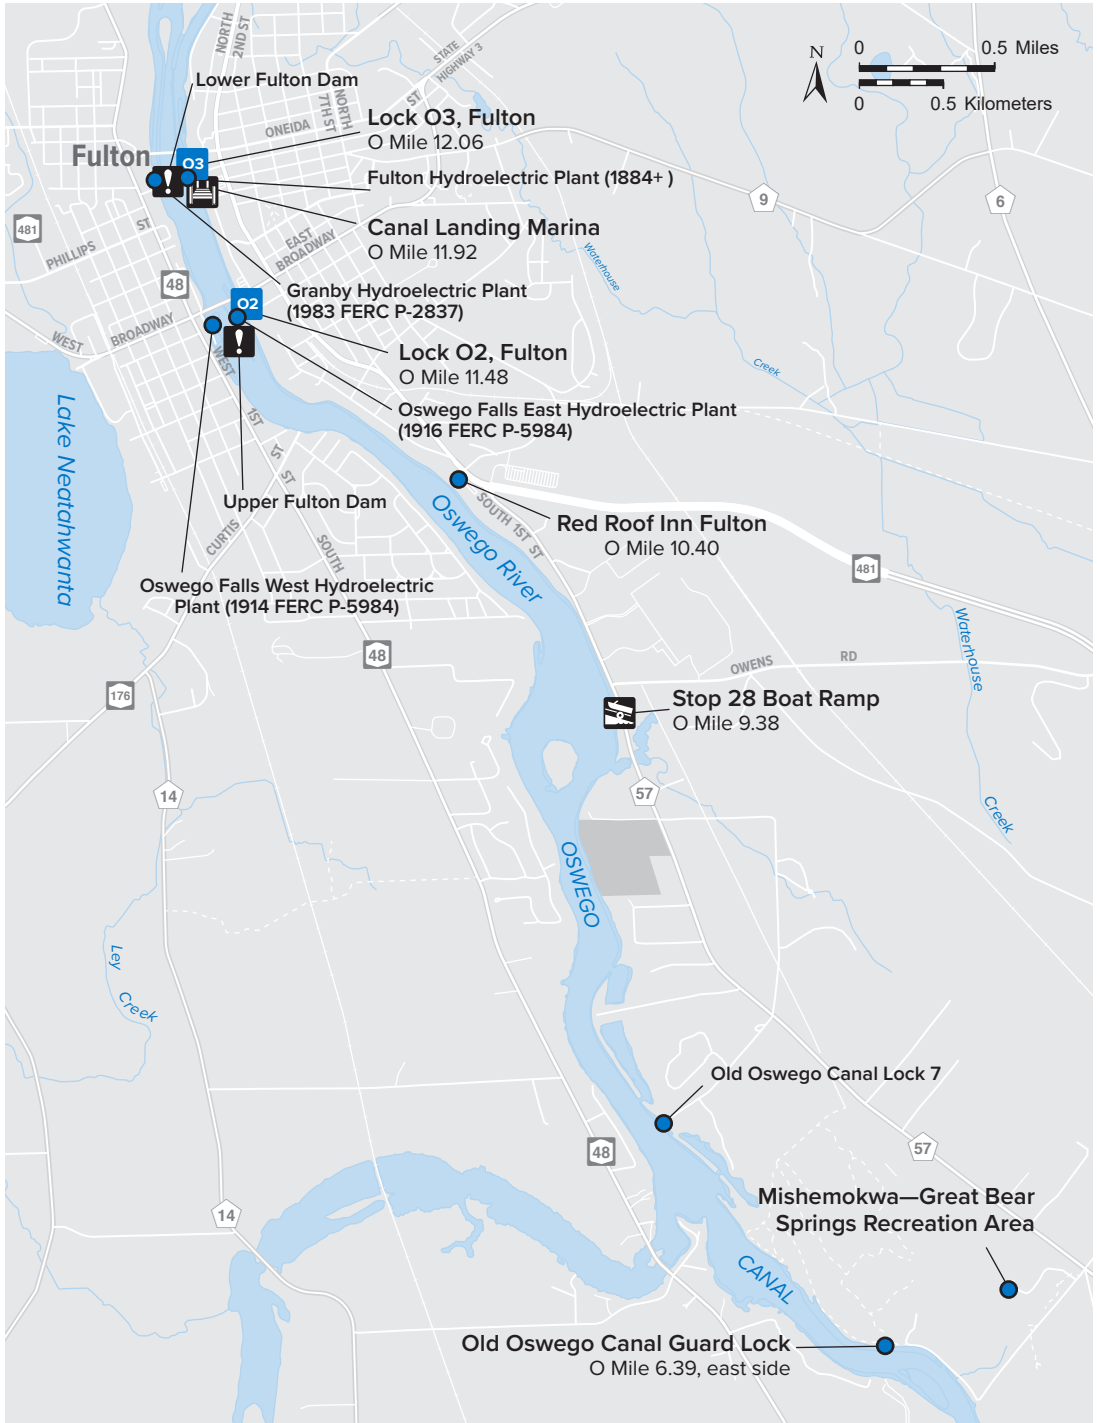 NORTH
2ND ST
STATE
HIGHWAY 3
N
0
0.5 Miles
0
0.5 Kilometers
Lower Fulton Dam
NORTH
7TH ST
ST
ONEIDA
Lock O3, Fulton
O Mile 12.06
Fulton
O3
Fulton Hydroelectric Plant (1884+ )
9
6
481
PHILLIPS
ST
Canal Landing Marina
O Mile 11.92
EAST
BROADWAY
Waterhouse
Creek
48
Granby Hydroelectric Plant
(1983 FERC P-2837)
O2
WEST
BROADWAY
Lock O2, Fulton
O Mile 11.48
WEST
1ST
ST
Oswego Falls East Hydroelectric Plant
(1916 FERC P-5984)
Lake Neatahwanta
Upper Fulton Dam
CURTIS
ST
SOUTH
Oswego River
SOUTH 1ST ST
Red Roof Inn Fulton
O Mile 10.40
481
Oswego Falls West Hydroelectric
Plant (1914 FERC P-5984)
Waterhouse
Creek
48
OWENS
RD
176
Stop 28 Boat Ramp
O Mile 9.38
14
57
OSWEGO
Ley
Creek
Old Oswego Canal Lock 7
48
57
Mishemokwa—Great Bear
Springs Recreation Area
14
CANAL
Old Oswego Canal Guard Lock
O Mile 6.39, east side